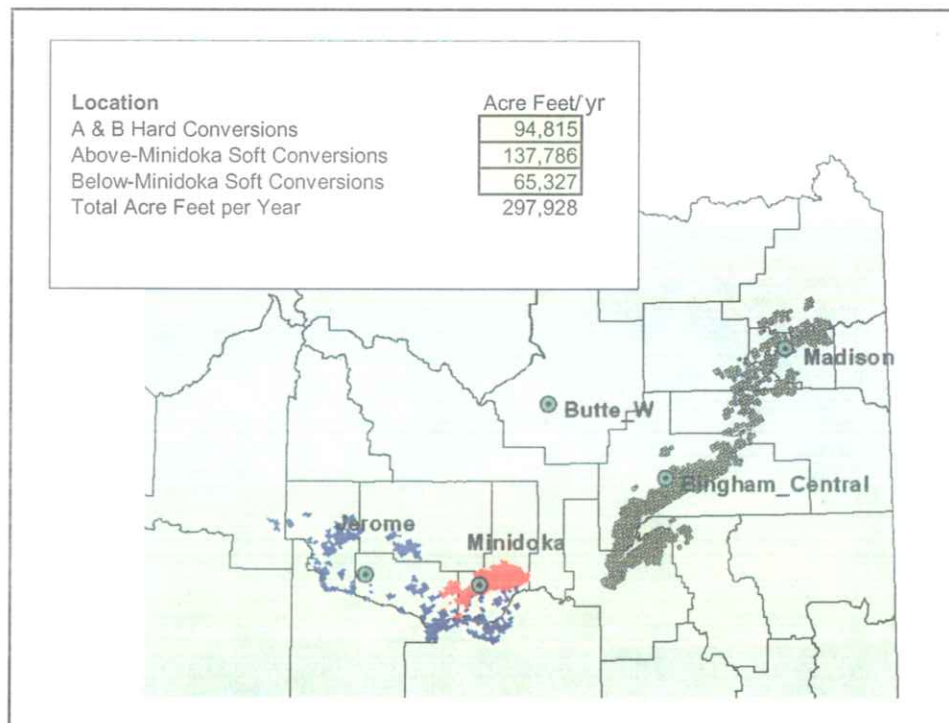 Location Acre Feet/yr
A & B Hard Conversions 94,815
Above-Minidoka Soft Conversions 137,786
Below-Minidoka Soft Conversions 65,327
Total Acre Feet per Year 297,928
Madison
Butte_W
Bingham_Central
Jerome
Minidoka